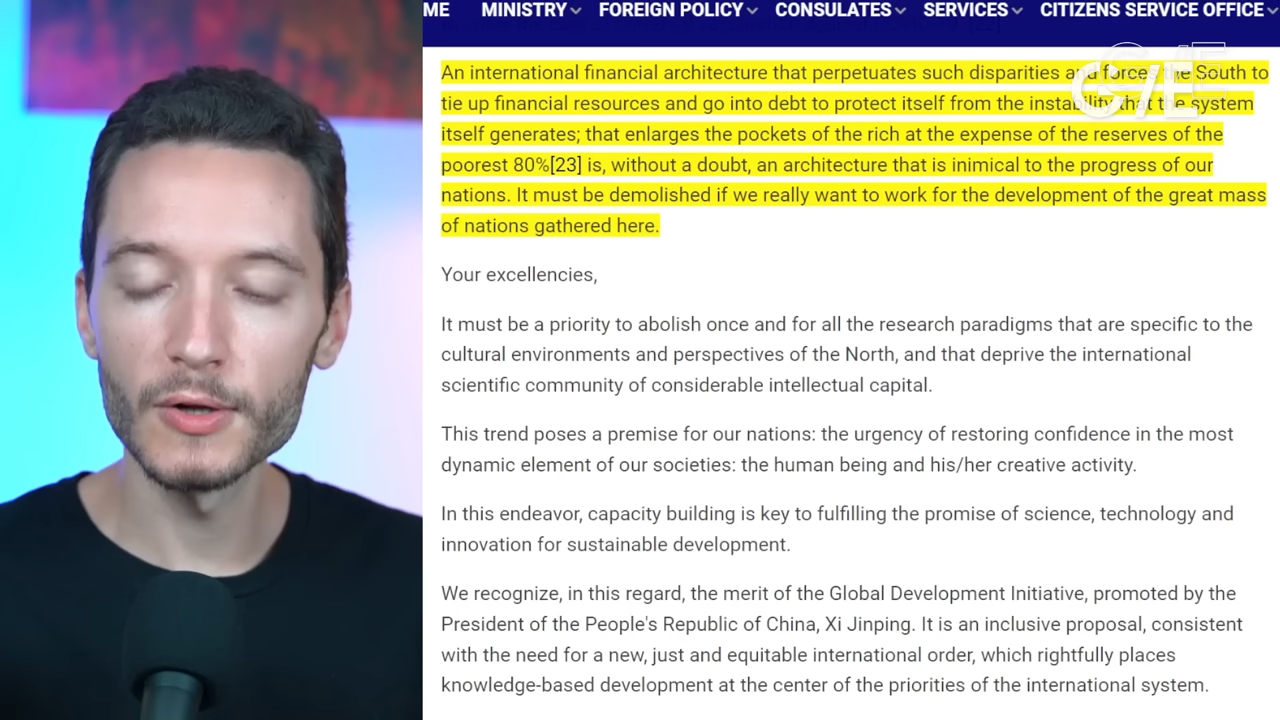 ME MINISTRY FOREIGN POLICY CONSULATES SERVICES CITIZENS SERVICE OFFICE
An international financial architecture that perpetuates such disparities and forces the South to
tie up financial resources and go into debt to protect itself from the instability that the system
itself generates; that enlarges the pockets of the rich at the expense of the reserves of the
poorest 80%[23] is, without a doubt, an architecture that is inimical to the progress of our
nations. It must be demolished if we really want to work for the development of the great mass
of nations gathered here.
Your excellencies,
It must be a priority to abolish once and for all the research paradigms that are specific to the
cultural environments and perspectives of the North, and that deprive the international
scientific community of considerable intellectual capital.
This trend poses a premise for our nations: the urgency of restoring confidence in the most
dynamic element of our societies: the human being and his/her creative activity.
In this endeavor, capacity building is key to fulfilling the promise of science, technology and
innovation for sustainable development.
We recognize, in this regard, the merit of the Global Development Initiative, promoted by the
President of the People's Republic of China, Xi Jinping. It is an inclusive proposal, consistent
with the need for a new, just and equitable international order, which rightfully places
knowledge-based development at the center of the priorities of the international system.